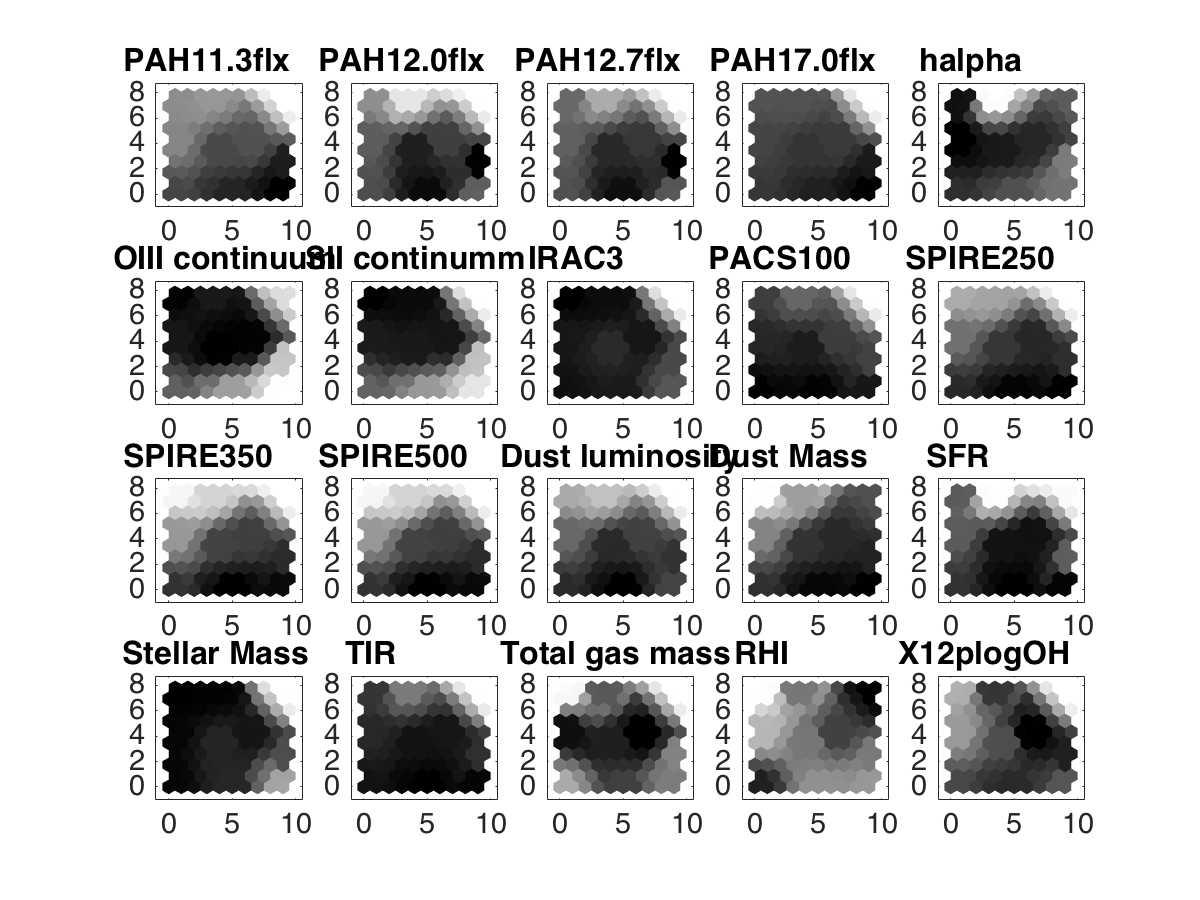 PAH11.3flx PAH12.0flx PAH12.7flx PAH17.0flx halpha
8 8 8 8 8
6 6 6 6 6
4 4 4 4 4
2 2 2 2 2
0 0 0 0 0
0 5 10 0 5 10 0 5 10 0 5 10 0 5 10
OIII continuum SII continumm IRAC3 PACS100 SPIRE250
8 8 8 8 8
6 6 6 6 6
4 4 4 4 4
2 2 2 2 2
0 0 0 0 0
0 5 10 0 5 10 0 5 10 0 5 10 0 5 10
SPIRE350 SPIRE500 Dust luminosity Dust Mass SFR
8 8 8 8 8
6 6 6 6 6
4 4 4 4 4
2 2 2 2 2
0 0 0 0 0
0 5 10 0 5 10 0 5 10 0 5 10 0 5 10
Stellar Mass TIR Total gas mass RHI X12plogOH
8 8 8 8 8
6 6 6 6 6
4 4 4 4 4
2 2 2 2 2
0 0 0 0 0
0 5 10 0 5 10 0 5 10 0 5 10 0 5 10